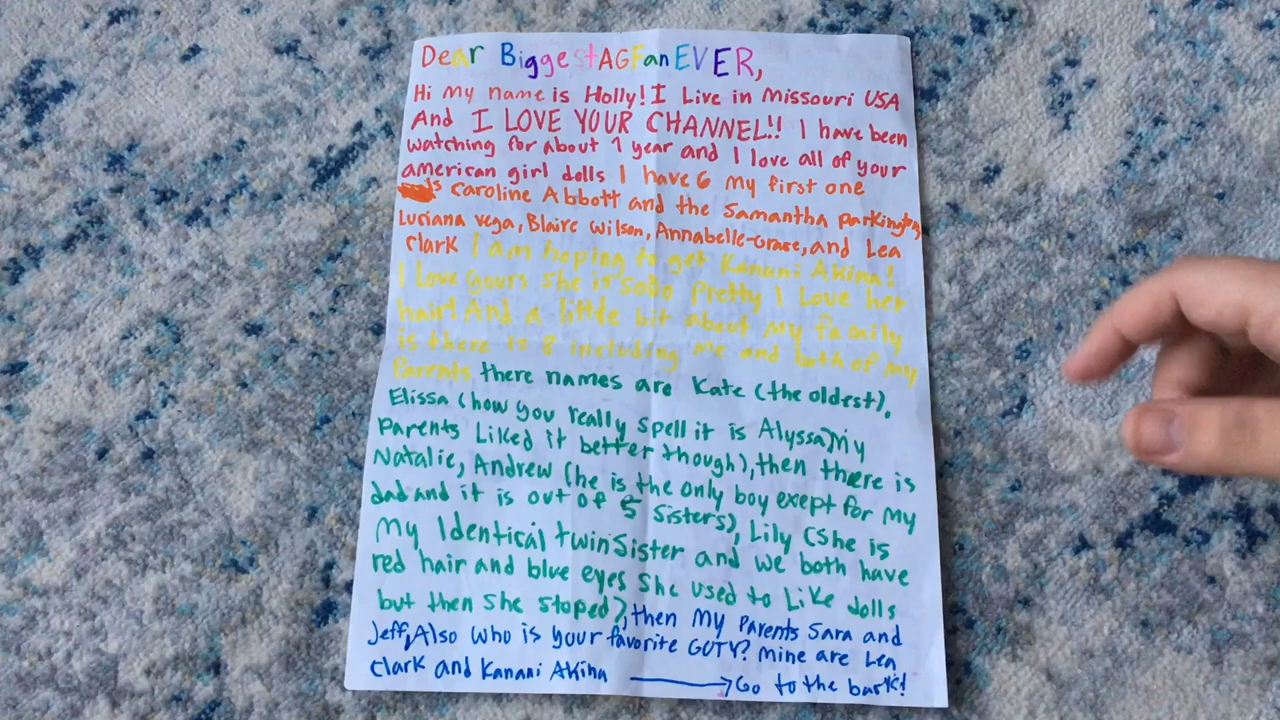 Dear BiggestAGFanEVER,
Hi My name is Holly! I Live in Missouri USA
And I LOVE YOUR CHANNEL!! I have been
watching for about 1 year and I love all of your
american girl dolls I have 6 My first one
is Caroline Abbott and the Samantha parkington,
Luciana vega, Blaire wilson, Annabelle-Grace, and Lea
Clark I am hoping to get Kanani Akina!
I Love yours she is sooo Pretty I Love her
hair! And a little bit about my family
is there is 8 including me and both of my
Parents there names are Kate (the oldest),
Elissa (how you really spell it is Alyssa) My
Parents Liked it better though), then there is
Natalie, Andrew (he is the only boy exept for My
dad and it is out of 5 Sisters), Lily (She is
My Identical twin Sister and we both have
red hair and blue eyes She used to Like dolls
but then She stoped), then My Parents Sara and
Jeff, Also who is your favorite GOTY? Mine are Lea
Clark and Kanani Akina → Go to the back!